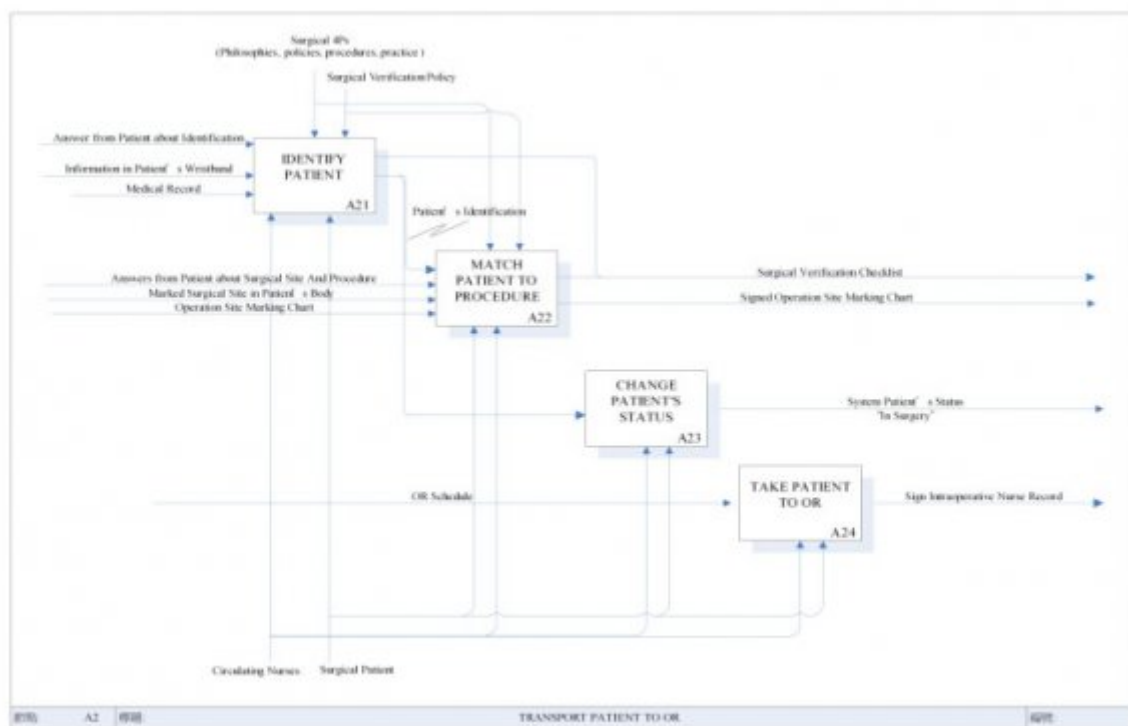 Surgical 4Ps
(Philosophies, policies, procedures, practice )
Surgical Verification Policy
Answer from Patient about Identification
IDENTIFY
PATIENT
A21
Information in Patient' s Wristband
Medical Record
Patient' s Identification
MATCH
PATIENT TO
PROCEDURE
A22
Answers from Patient about Surgical Site And Procedure
Marked Surgical Site in Patient' s Body
Operation Site Marking Chart
Surgical Verification Checklist
Signed Operation Site Marking Chart
CHANGE
PATIENT'S
STATUS
A23
System Patient' s Status
"In Surgery"
OR Schedule
TAKE PATIENT
TO OR
A24
Sign Intraoperative Nurse Record
Circulating Nurses
Surgical Patient
A2
TRANSPORT PATIENT TO OR